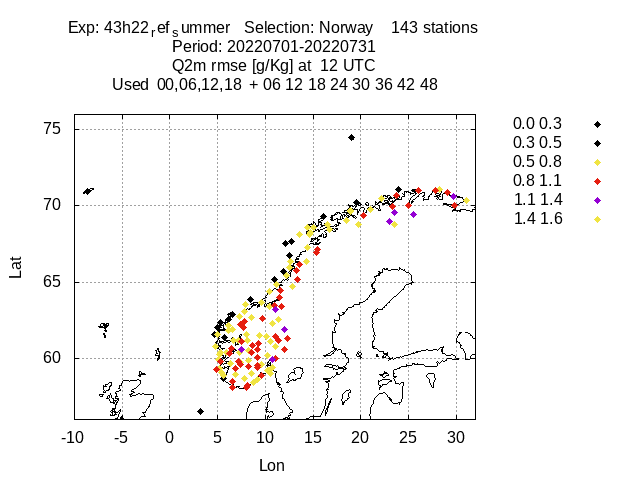 Exp: 43h22refsummer Selection: Norway 143 stations
Period: 20220701-20220731
Q2m rmse [g/Kg] at 12 UTC
Used 00,06,12,18 + 06 12 18 24 30 36 42 48
0.0 0.3
0.3 0.5
0.5 0.8
0.8 1.1
1.1 1.4
1.4 1.6
75
70
65
60
Lat
-10 -5 0 5 10 15 20 25 30
Lon